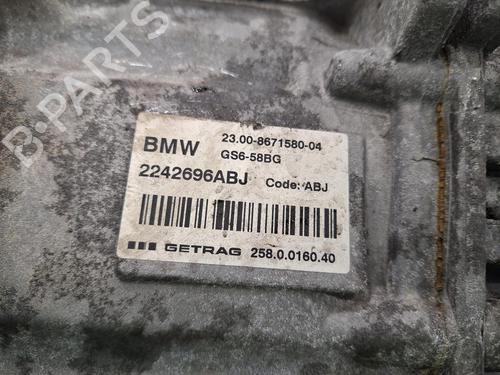 BMW 23.00-8671580-04
GS6-58BG
2242696ABJ Code: ABJ
GETRAG 258.0.0160.40
B-PARTS